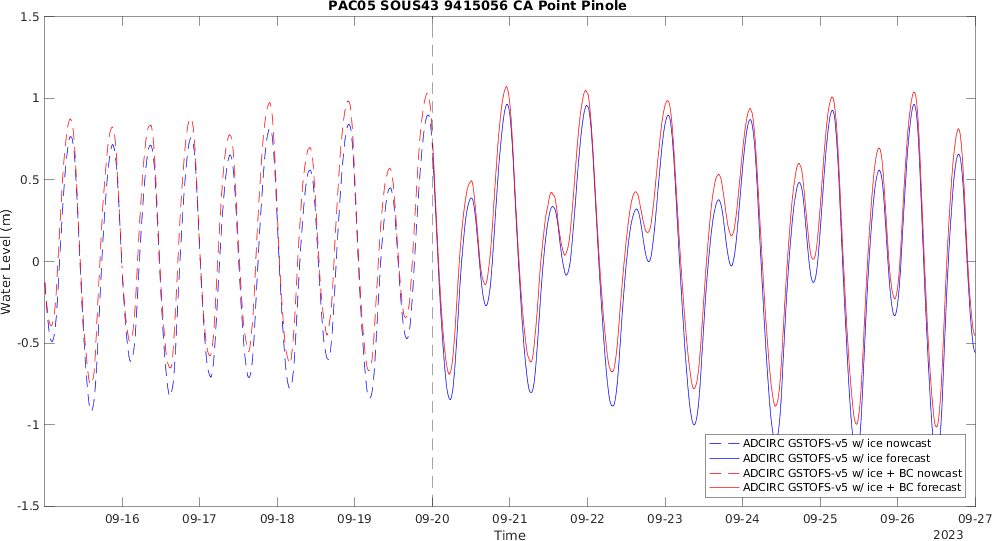 PAC05 SOUS43 9415056 CA Point Pinole
1.5
1
0.5
0
-0.5
-1
-1.5
Water Level (m)
ADCIRC GSTOFS-v5 w/ ice nowcast
ADCIRC GSTOFS-v5 w/ ice forecast
ADCIRC GSTOFS-v5 w/ ice + BC nowcast
ADCIRC GSTOFS-v5 w/ ice + BC forecast
09-16 09-17 09-18 09-19 09-20 09-21 09-22 09-23 09-24 09-25 09-26 09-27
Time
2023